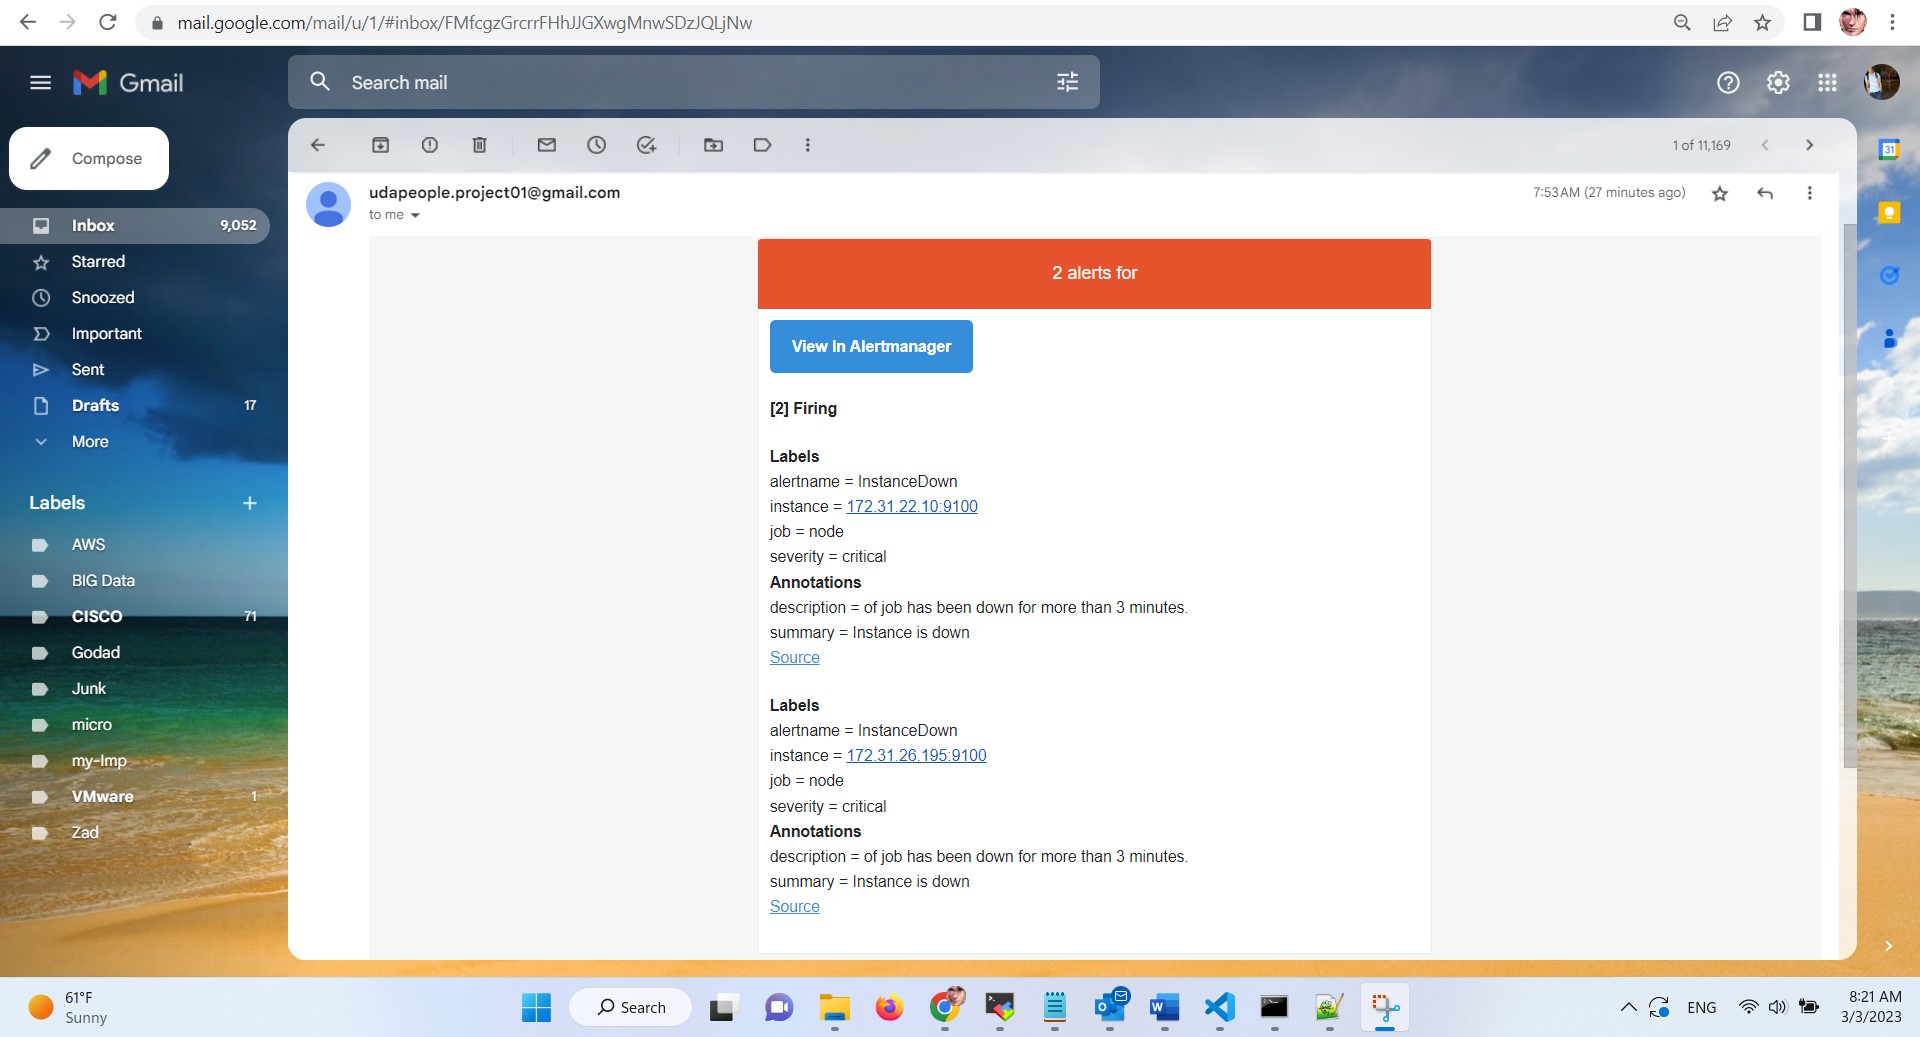 mail.google.com/mail/u/1/#inbox/FMfcgzGrcrrFHhJJGXwgMnwSDzJQLjNw
Gmail
Search mail
Compose
1 of 11,169
31
Inbox 9,052
Starred
Snoozed
Important
Sent
Drafts 17
More
Labels
AWS
BIG Data
CISCO 71
Godad
Junk
micro
my-Imp
VMware 1
Zad
udapeople.project01@gmail.com
7:53 AM (27 minutes ago)
to me
2 alerts for
View In Alertmanager
[2] Firing
Labels
alertname = InstanceDown
instance = 172.31.22.10:9100
job = node
severity = critical
Annotations
description = of job has been down for more than 3 minutes.
summary = Instance is down
Source
Labels
alertname = InstanceDown
instance = 172.31.26.195:9100
job = node
severity = critical
Annotations
description = of job has been down for more than 3 minutes.
summary = Instance is down
Source
61°F
Sunny
Search
ENG
8:21 AM
3/3/2023